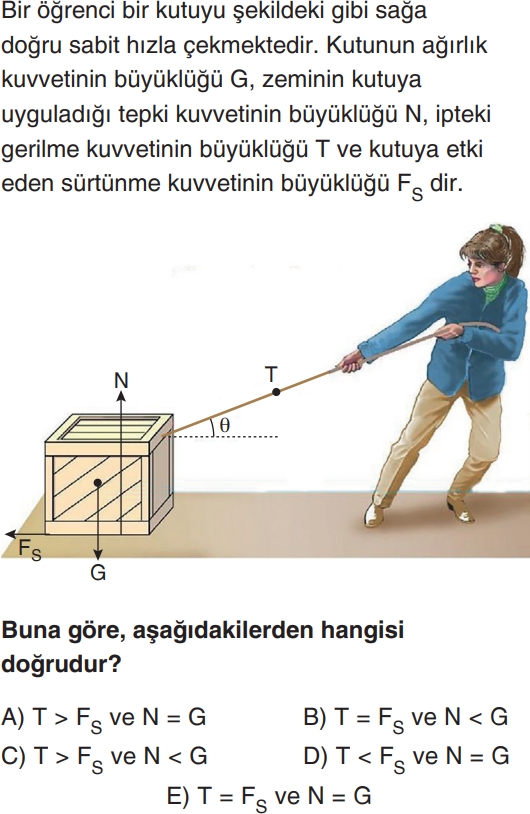 Bir öğrenci bir kutuyu şekildeki gibi sağa
doğru sabit hızla çekmektedir. Kutunun ağırlık
kuvvetinin büyüklüğü G, zeminin kutuya
uyguladığı tepki kuvvetinin büyüklüğü N, ipteki
gerilme kuvvetinin büyüklüğü T ve kutuya etki
eden sürtünme kuvvetinin büyüklüğü F_S dir.
T
N
θ
F_S
G
Buna göre, aşağıdakilerden hangisi
doğrudur?
A) T > F_S ve N = G B) T = F_S ve N < G
C) T > F_S ve N < G D) T < F_S ve N = G
E) T = F_S ve N = G